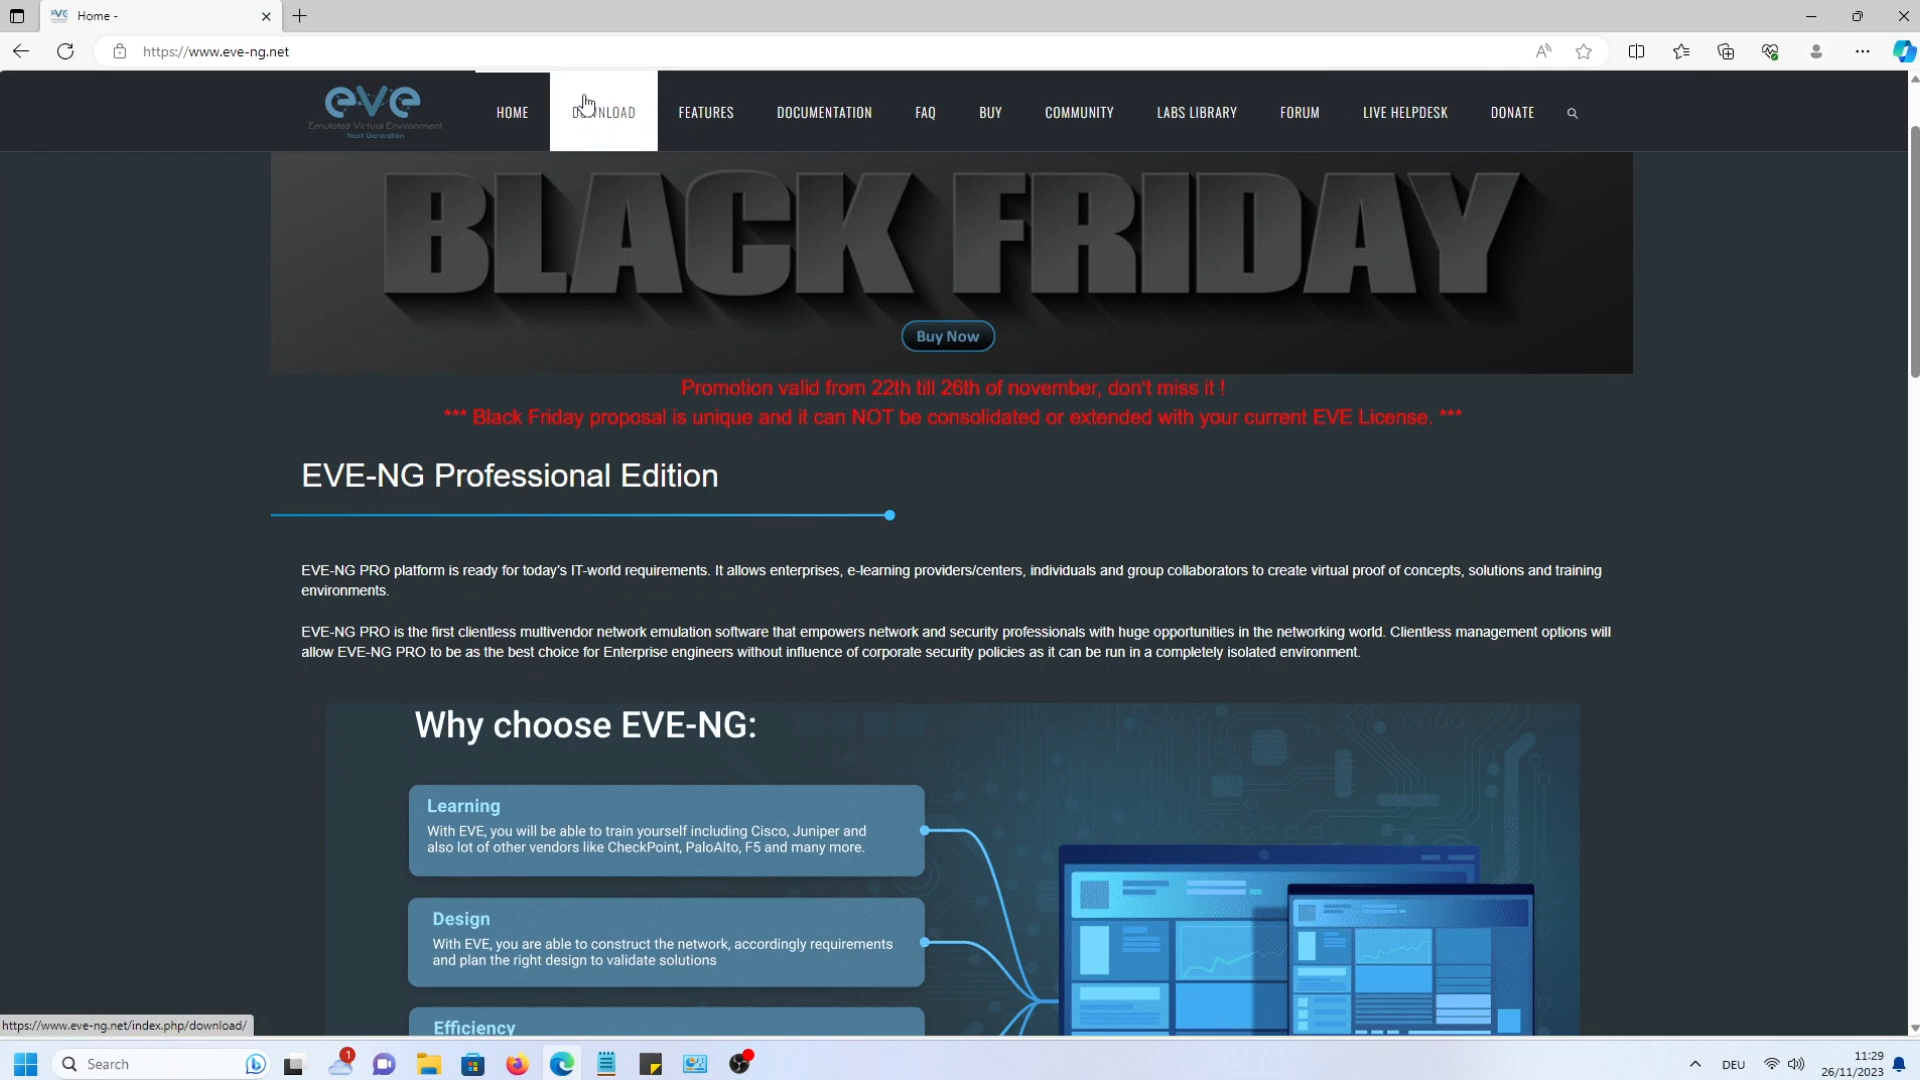 Home -
https://www.eve-ng.net
eve
Emulated Virtual Environment
Next Generation
HOME
DOWNLOAD
FEATURES
DOCUMENTATION
FAQ
BUY
COMMUNITY
LABS LIBRARY
FORUM
LIVE HELPDESK
DONATE
BLACK FRIDAY
Buy Now
Promotion valid from 22th till 26th of november, don't miss it !
*** Black Friday proposal is unique and it can NOT be consolidated or extended with your current EVE License. ***
EVE-NG Professional Edition
EVE-NG PRO platform is ready for today's IT-world requirements. It allows enterprises, e-learning providers/centers, individuals and group collaborators to create virtual proof of concepts, solutions and training
environments.
EVE-NG PRO is the first clientless multivendor network emulation software that empowers network and security professionals with huge opportunities in the networking world. Clientless management options will
allow EVE-NG PRO to be as the best choice for Enterprise engineers without influence of corporate security policies as it can be run in a completely isolated environment.
Why choose EVE-NG:
Learning
With EVE, you will be able to train yourself including Cisco, Juniper and
also lot of other vendors like CheckPoint, PaloAlto, F5 and many more.
Design
With EVE, you are able to construct the network, accordingly requirements
and plan the right design to validate solutions
Efficiency
https://www.eve-ng.net/index.php/download/
Search
1
DEU
11:29
26/11/2023